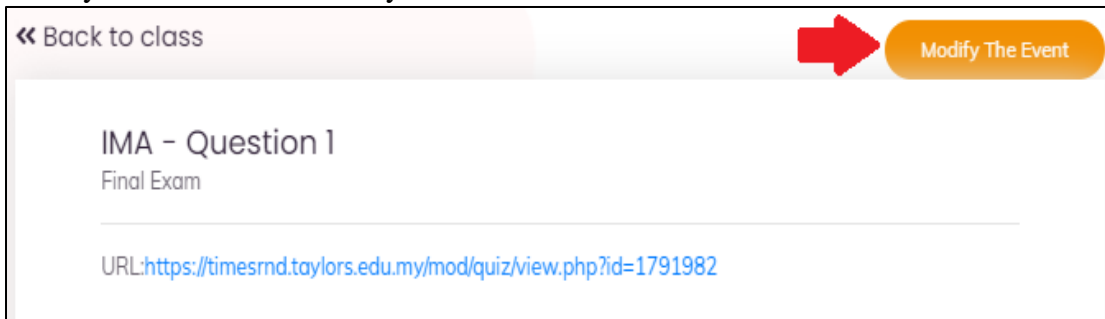 « Back to class
Modify The Event
IMA - Question 1
Final Exam
URL:https://timesrnd.taylors.edu.my/mod/quiz/view.php?id=1791982